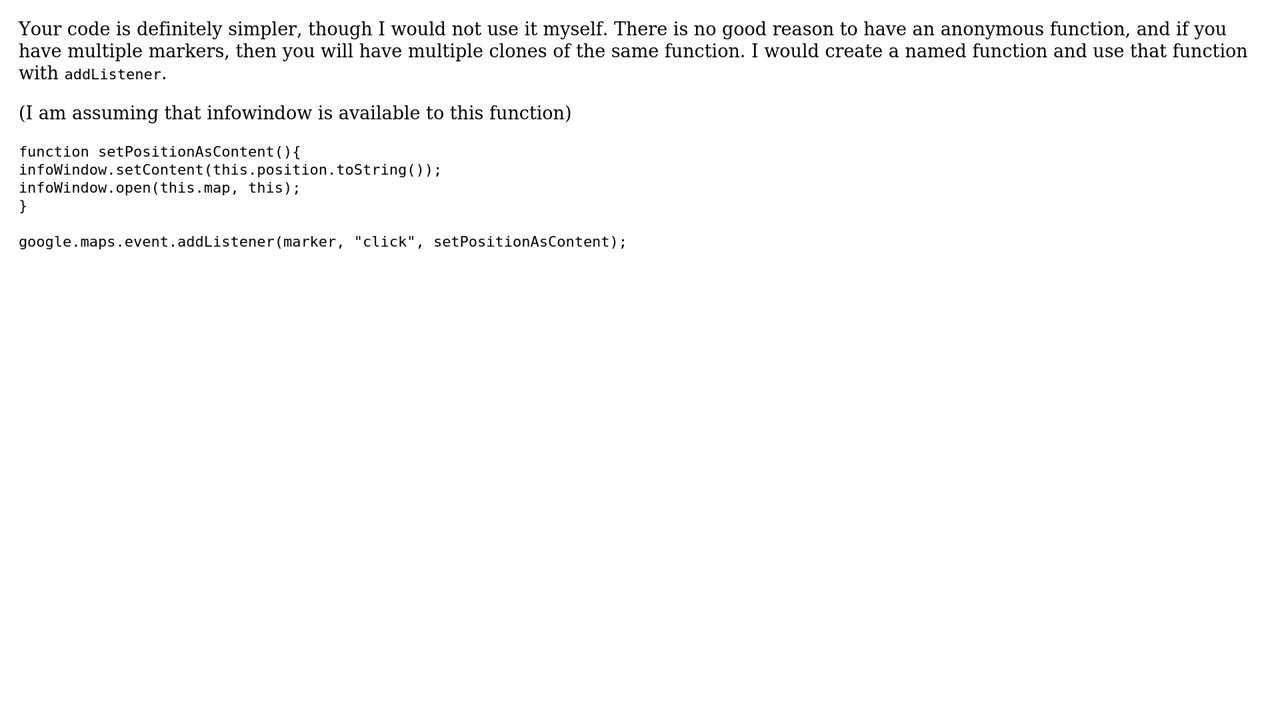 Your code is definitely simpler, though I would not use it myself. There is no good reason to have an anonymous function, and if you
have multiple markers, then you will have multiple clones of the same function. I would create a named function and use that function
with addListener.
(I am assuming that infowindow is available to this function)
function setPositionAsContent(){
infoWindow.setContent(this.position.toString());
infoWindow.open(this.map, this);
}
google.maps.event.addListener(marker, "click", setPositionAsContent);